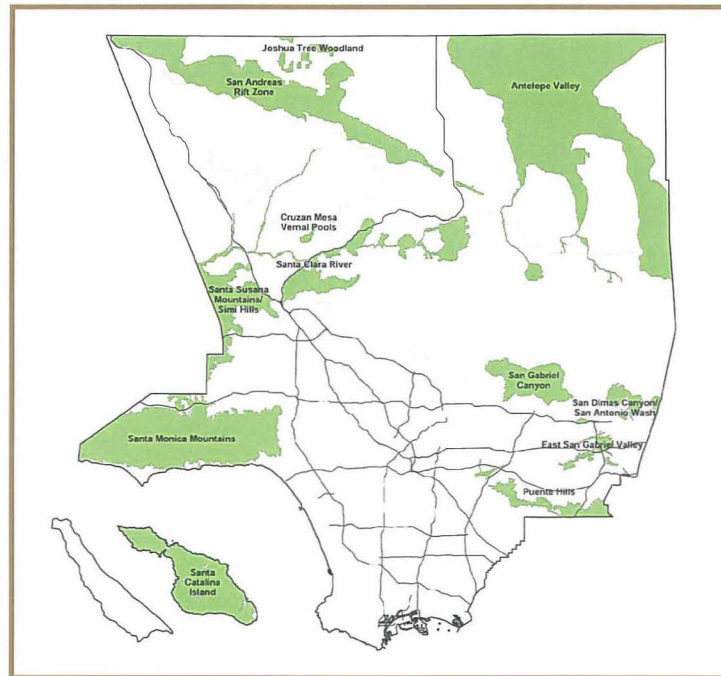 Joshua Tree Woodland
San Andreas
Rift Zone
Antelope Valley
Cruzan Mesa
Vernal Pools
Santa Clara River
Santa Susana
Mountains/
Simi Hills
San Gabriel
Canyon
San Dimas Canyon/
San Antonio Wash
Santa Monica Mountains
East San Gabriel Valley
Puente Hills
Santa
Catalina
Island